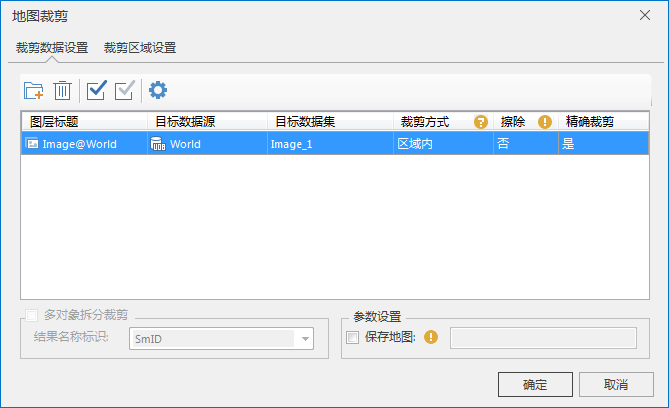 地图裁剪
裁剪数据设置 裁剪区域设置
图层标题 目标数据源 目标数据集 裁剪方式 擦除 精确裁剪
Image@World World Image_1 区域内 否 是
多对象拆分裁剪
结果名称标识: SmID
参数设置
保存地图:
确定 取消